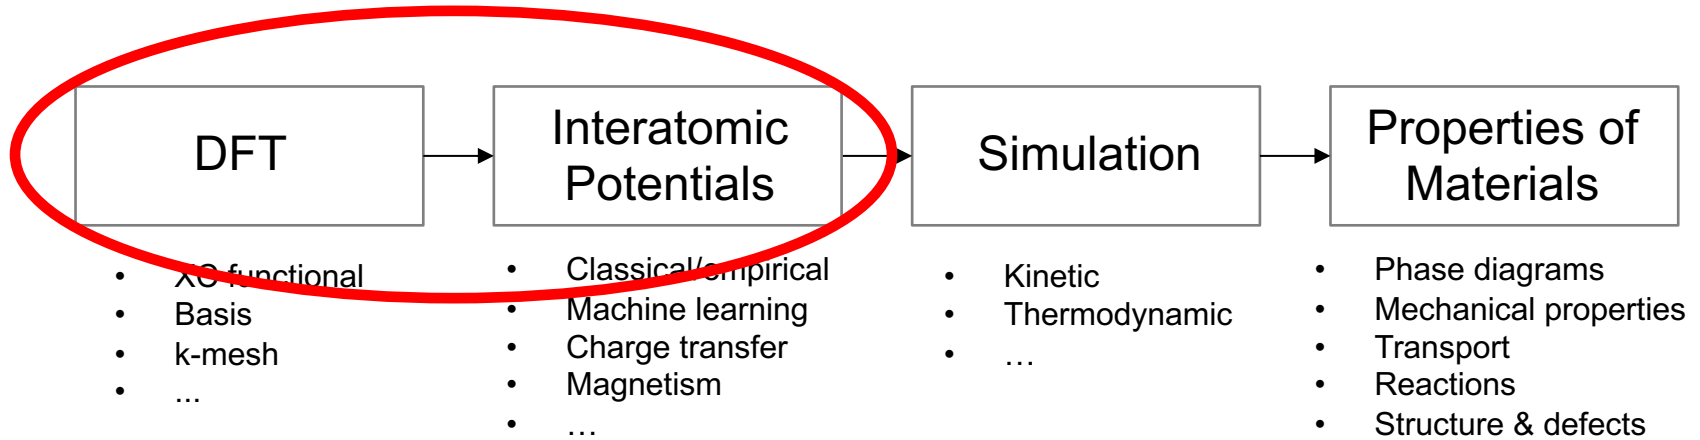 DFT
Interatomic
Potentials
Simulation
Properties of
Materials
• XC functional
• Basis
• k-mesh
• ...
• Classical/empirical
• Machine learning
• Charge transfer
• Magnetism
• …
• Kinetic
• Thermodynamic
• …
• Phase diagrams
• Mechanical properties
• Transport
• Reactions
• Structure & defects